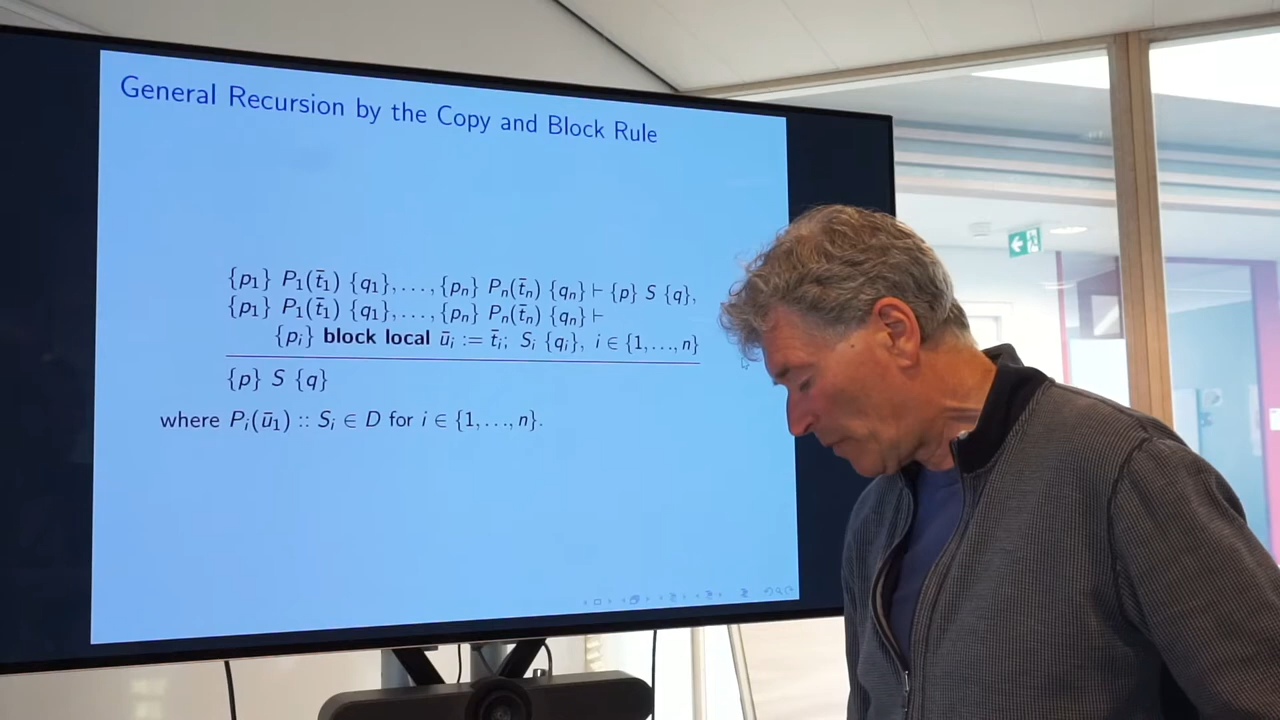 General Recursion by the Copy and Block Rule
{p₁} P₁(t̄₁) {q₁}, . . . , {pₙ} Pₙ(t̄ₙ) {qₙ} ⊢ {p} S {q},
{p₁} P₁(t̄₁) {q₁}, . . . , {pₙ} Pₙ(t̄ₙ) {qₙ} ⊢
{pᵢ} block local ūᵢ := t̄ᵢ; Sᵢ {qᵢ}, i ∈ {1, . . . , n}
{p} S {q}
where Pᵢ(ū₁) :: Sᵢ ∈ D for i ∈ {1, . . . , n}.